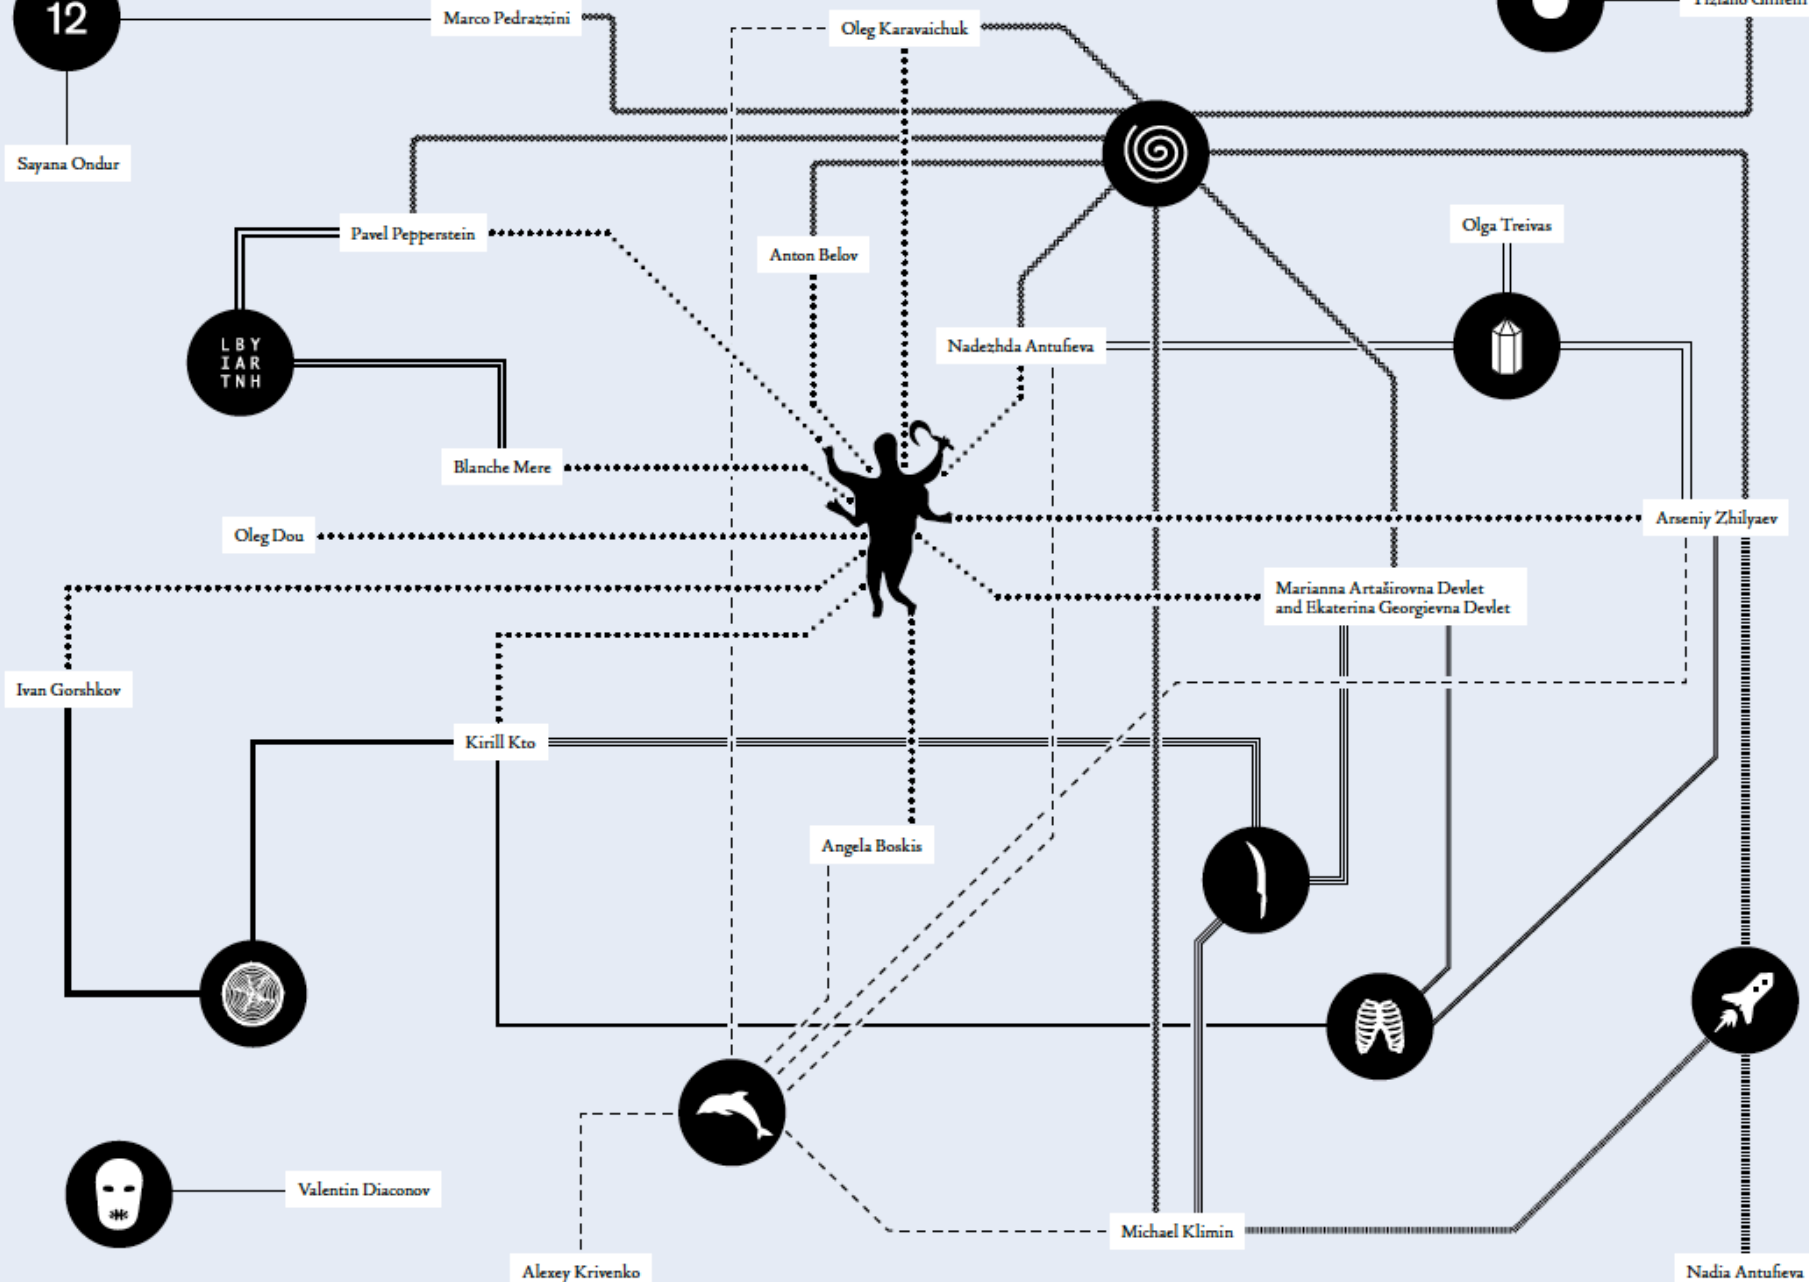 12
Marco Pedrazzini
Oleg Karavaichuk
Sayana Ondur
Pavel Pepperstein
Anton Belov
Olga Treivas
Nadezhda Antufieva
L B Y
I A R
T N H
Blanche Mere
Oleg Dou
Arseniy Zhilyaev
Marianna Artaširovna Devlet
and Ekaterina Georgievna Devlet
Ivan Gorshkov
Kirill Kto
Angela Boskis
Valentin Diaconov
Michael Klimin
Alexey Krivenko
Nadia Antufieva